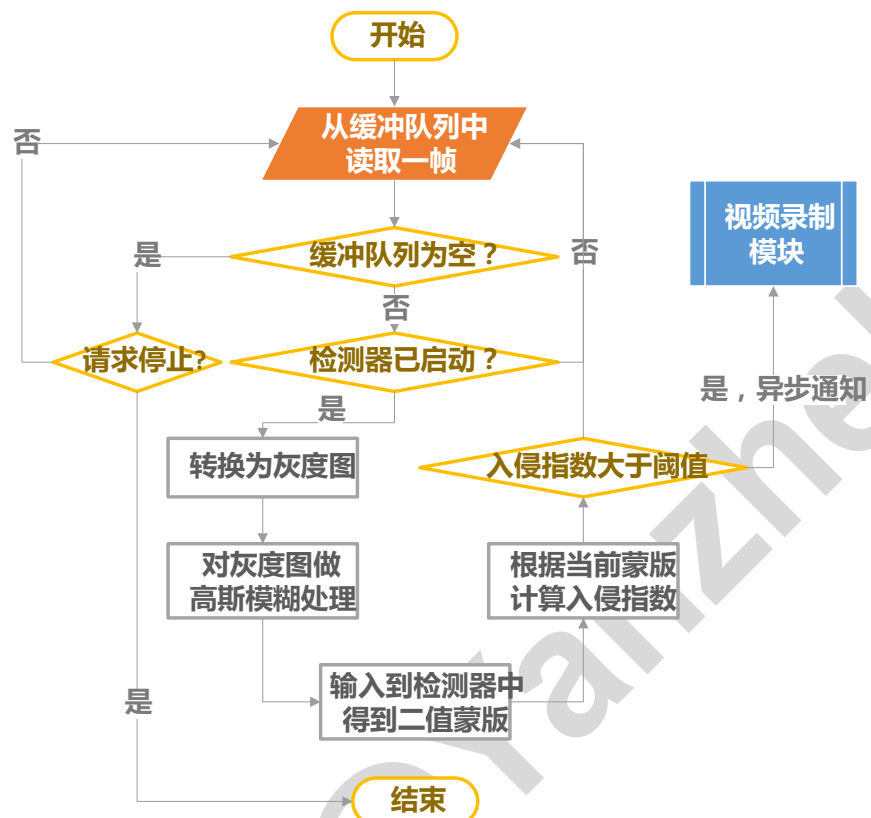 开始
从缓冲队列中
读取一帧
否
视频录制
模块
缓冲队列为空？
是
否
否
请求停止?
检测器已启动？
是
是，异步通知
转换为灰度图
入侵指数大于阈值
对灰度图做
高斯模糊处理
根据当前蒙版
计算入侵指数
输入到检测器中
得到二值蒙版
是
结束